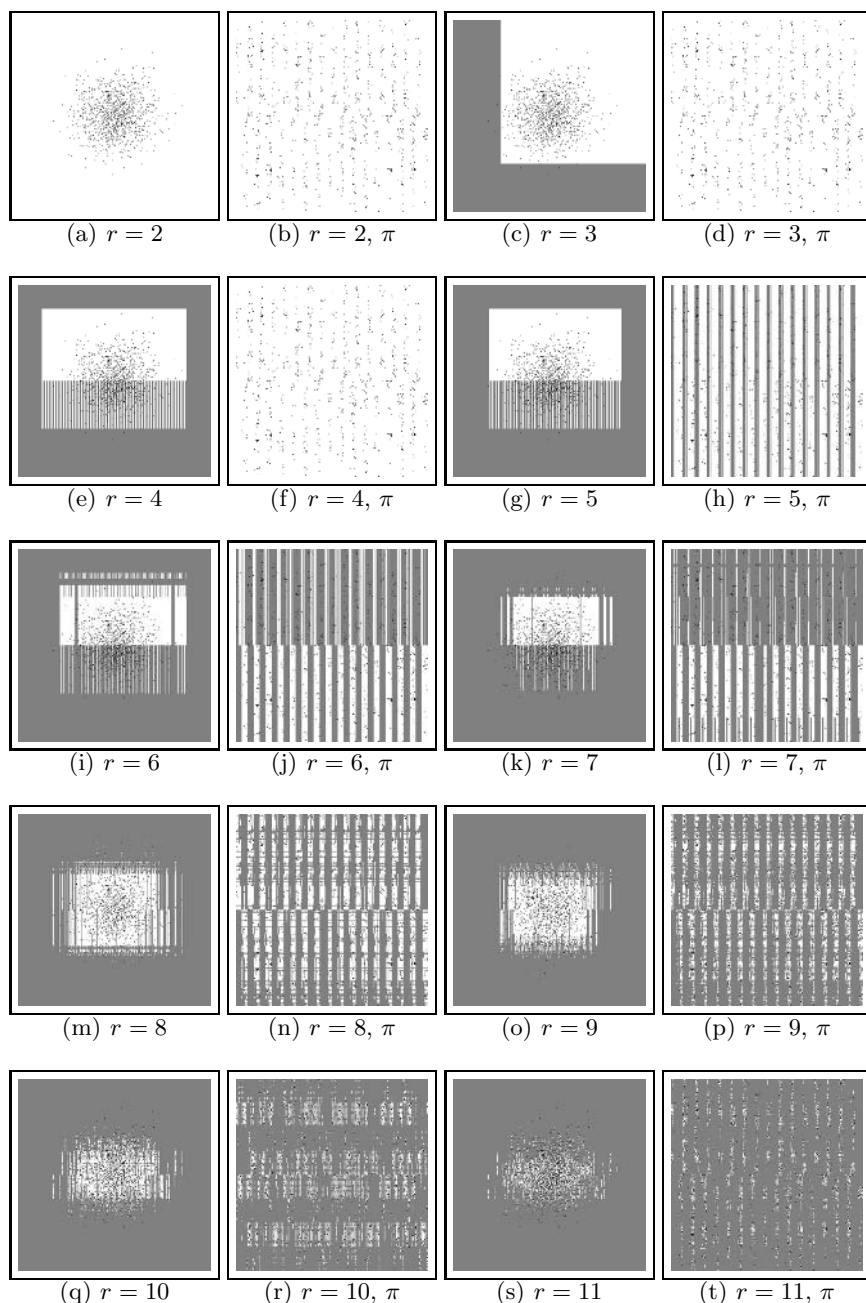 (a) r = 2 (b) r = 2, π (c) r = 3 (d) r = 3, π
(e) r = 4 (f) r = 4, π (g) r = 5 (h) r = 5, π
(i) r = 6 (j) r = 6, π (k) r = 7 (l) r = 7, π
(m) r = 8 (n) r = 8, π (o) r = 9 (p) r = 9, π
(q) r = 10 (r) r = 10, π (s) r = 11 (t) r = 11, π